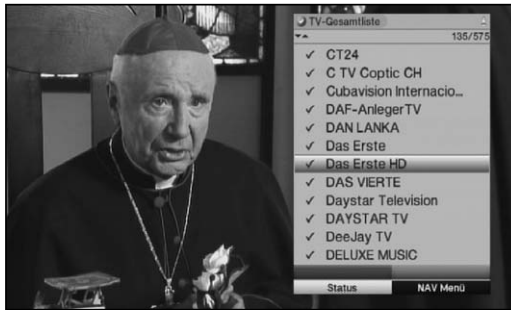 TV-Gesamtliste
135/575
✓ CT24
✓ C TV Coptic CH
✓ Cubavision Internacio...
✓ DAF-AnlegerTV
✓ DAN LANKA
✓ Das Erste
✓ Das Erste HD
✓ DAS VIERTE
✓ Daystar Television
✓ DAYSTAR TV
✓ DeeJay TV
✓ DELUXE MUSIC
Status NAV Menü